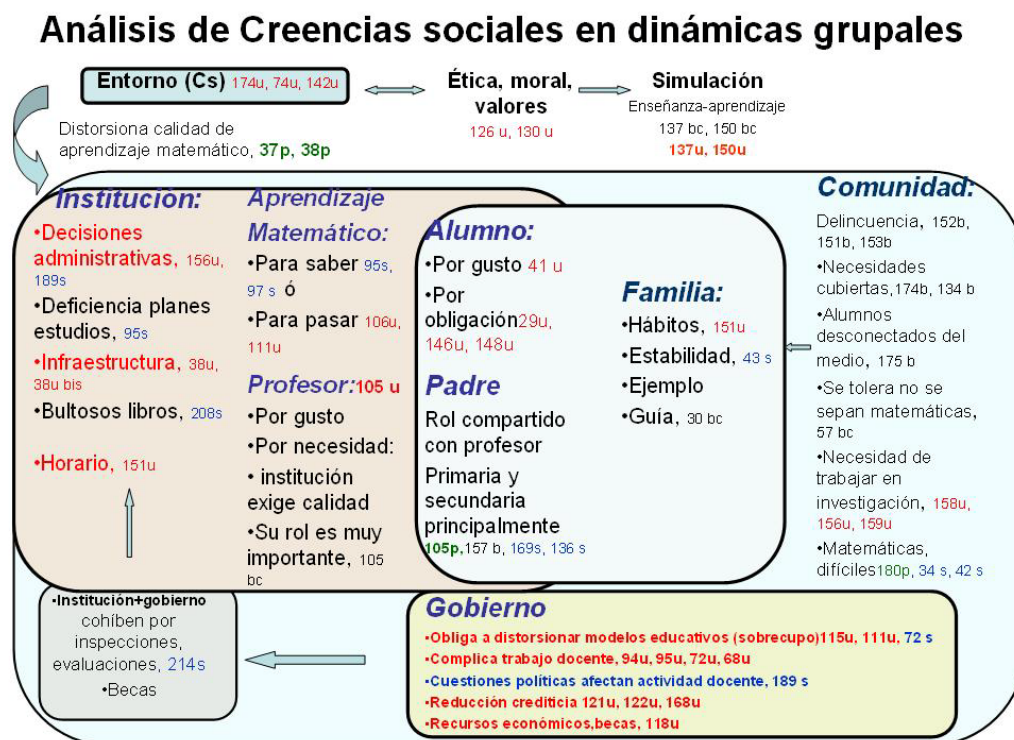 Análisis de Creencias sociales en dinámicas grupales
Entorno (Cs) 174u, 74u, 142u
Ética, moral,
valores
126 u, 130 u
Simulación
Enseñanza-aprendizaje
137 bc, 150 bc
137u, 150u
Distorsiona calidad de
aprendizaje matemático, 37p, 38p
Institución:
•Decisiones
administrativas, 156u,
189s
•Deficiencia planes
estudios, 95s
•Infraestructura, 38u,
38u bis
•Bultosos libros, 208s
•Horario, 151u
Aprendizaje
Matemático:
•Para saber 95s,
97 s ó
•Para pasar 106u,
111u
Profesor:105 u
•Por gusto
•Por necesidad:
• institución
exige calidad
•Su rol es muy
importante, 105
bc
Alumno:
•Por gusto 41 u
•Por
obligación29u,
146u, 148u
Padre
Rol compartido
con profesor
Primaria y
secundaria
principalmente
105p,157 b, 169s, 136 s
Familia:
•Hábitos, 151u
•Estabilidad, 43 s
•Ejemplo
•Guía, 30 bc
Comunidad:
Delincuencia, 152b,
151b, 153b
•Necesidades
cubiertas,174b, 134 b
•Alumnos
desconectados del
medio, 175 b
•Se tolera no se
sepan matemáticas,
57 bc
•Necesidad de
trabajar en
investigación, 158u,
156u, 159u
•Matemáticas,
difíciles180p, 34 s, 42 s
•Institución+gobierno
cohíben por
inspecciones,
evaluaciones, 214s
•Becas
Gobierno
•Obliga a distorsionar modelos educativos (sobrecupo)115u, 111u, 72 s
•Complica trabajo docente, 94u, 95u, 72u, 68u
•Cuestiones políticas afectan actividad docente, 189 s
•Reducción crediticia 121u, 122u, 168u
•Recursos económicos,becas, 118u